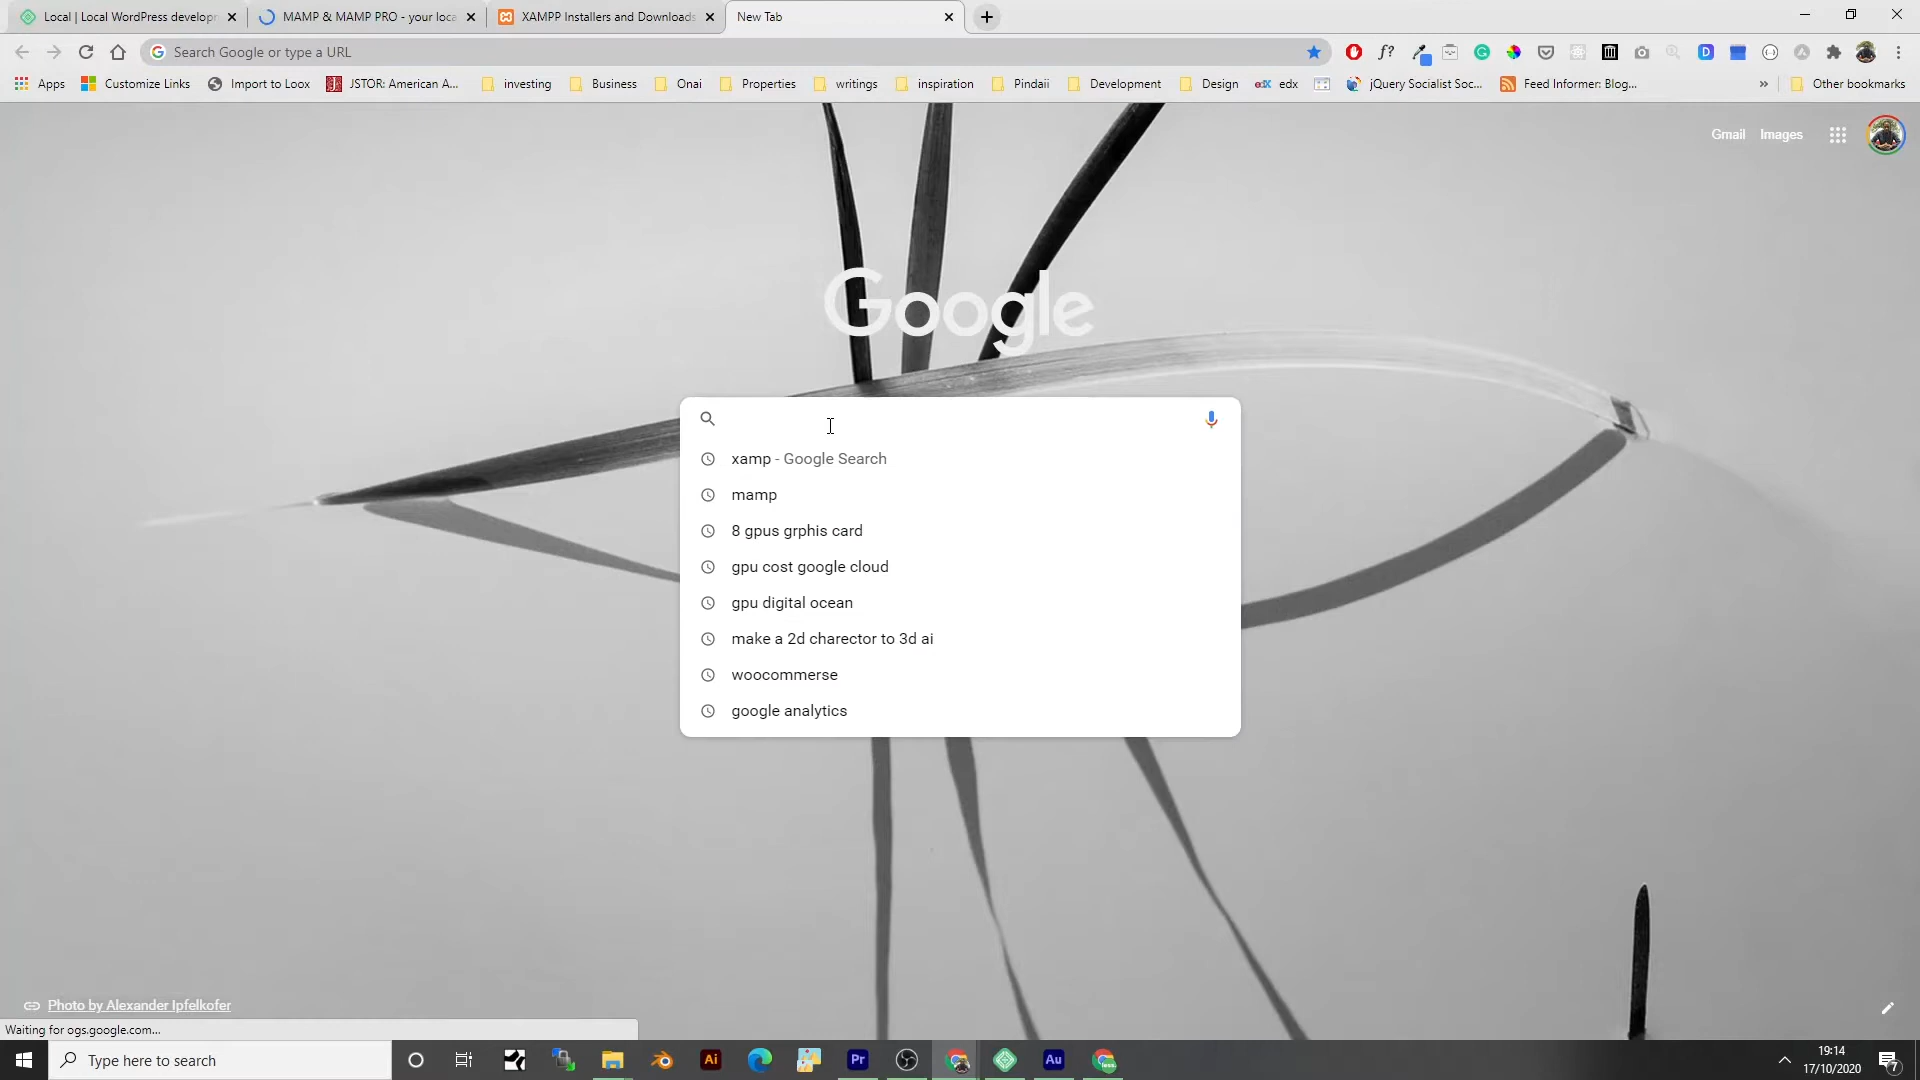 Local | Local WordPress develop
MAMP & MAMP PRO - your loca
XAMPP Installers and Downloads
New Tab
Search Google or type a URL
Apps
Customize Links
Import to Loox
JSTOR: American A...
investing
Business
Onai
Properties
writings
inspiration
Pindaii
Development
Design
edX edx
jQuery Socialist Soc...
Feed Informer: Blog...
»
Other bookmarks
Gmail Images
Google
xamp - Google Search
mamp
8 gpus grphis card
gpu cost google cloud
gpu digital ocean
make a 2d charector to 3d ai
woocommerse
google analytics
Photo by Alexander Ipfelkofer
Waiting for ogs.google.com...
Type here to search
Ai
Pr
Au
19:14
17/10/2020
7